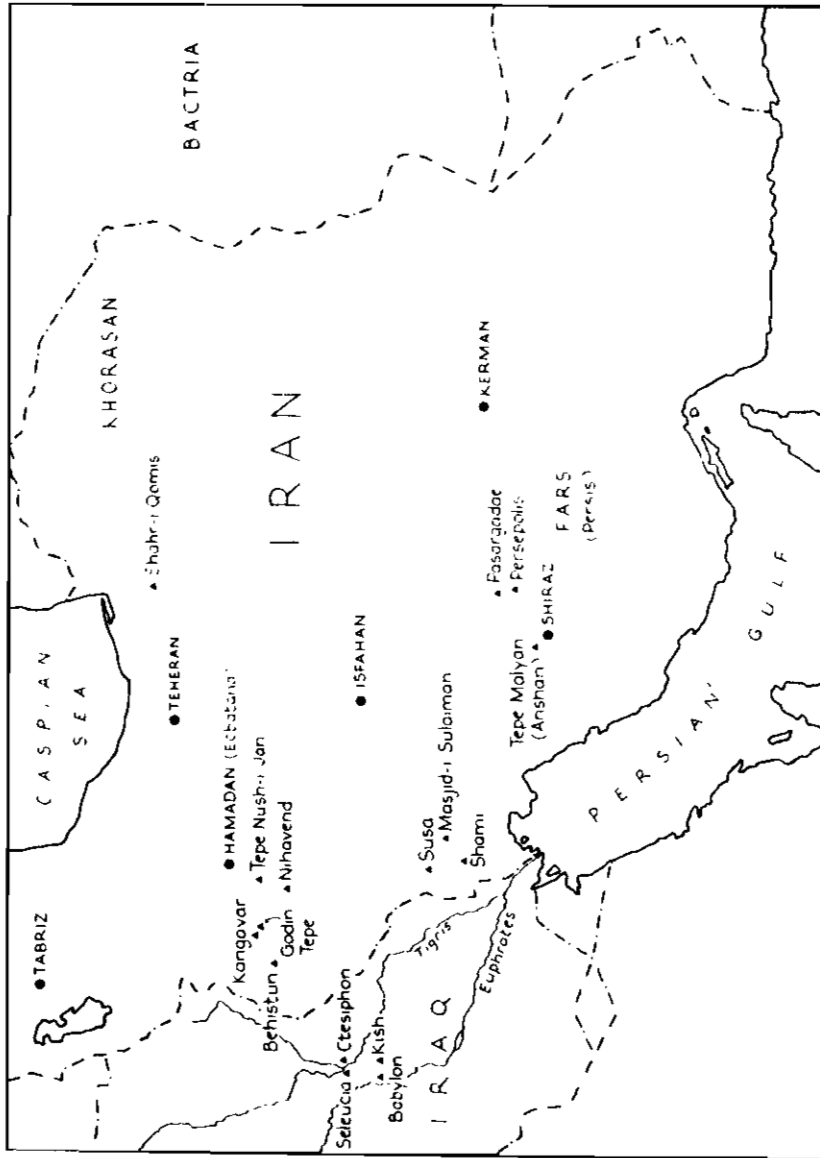 CASPIAN
SEA
TABRIZ
KHORASAN
BACTRIA
Shahr-i Qomis
TEHERAN
HAMADAN (Ecbatana)
Tepe Nush-i Jan
Nihavend
Kangavar
Godin
Tepe
Behistun
IRAN
ISFAHAN
Seleucia
Ctesiphon
Kish
Babylon
IRAQ
Tigris
Euphrates
Susa
Masjid-i Sulaiman
Shami
KERMAN
Pasargadae
Persepolis
Tepe Malyan
(Anshan)
SHIRAZ
FARS
(Persis)
PERSIAN
GULF